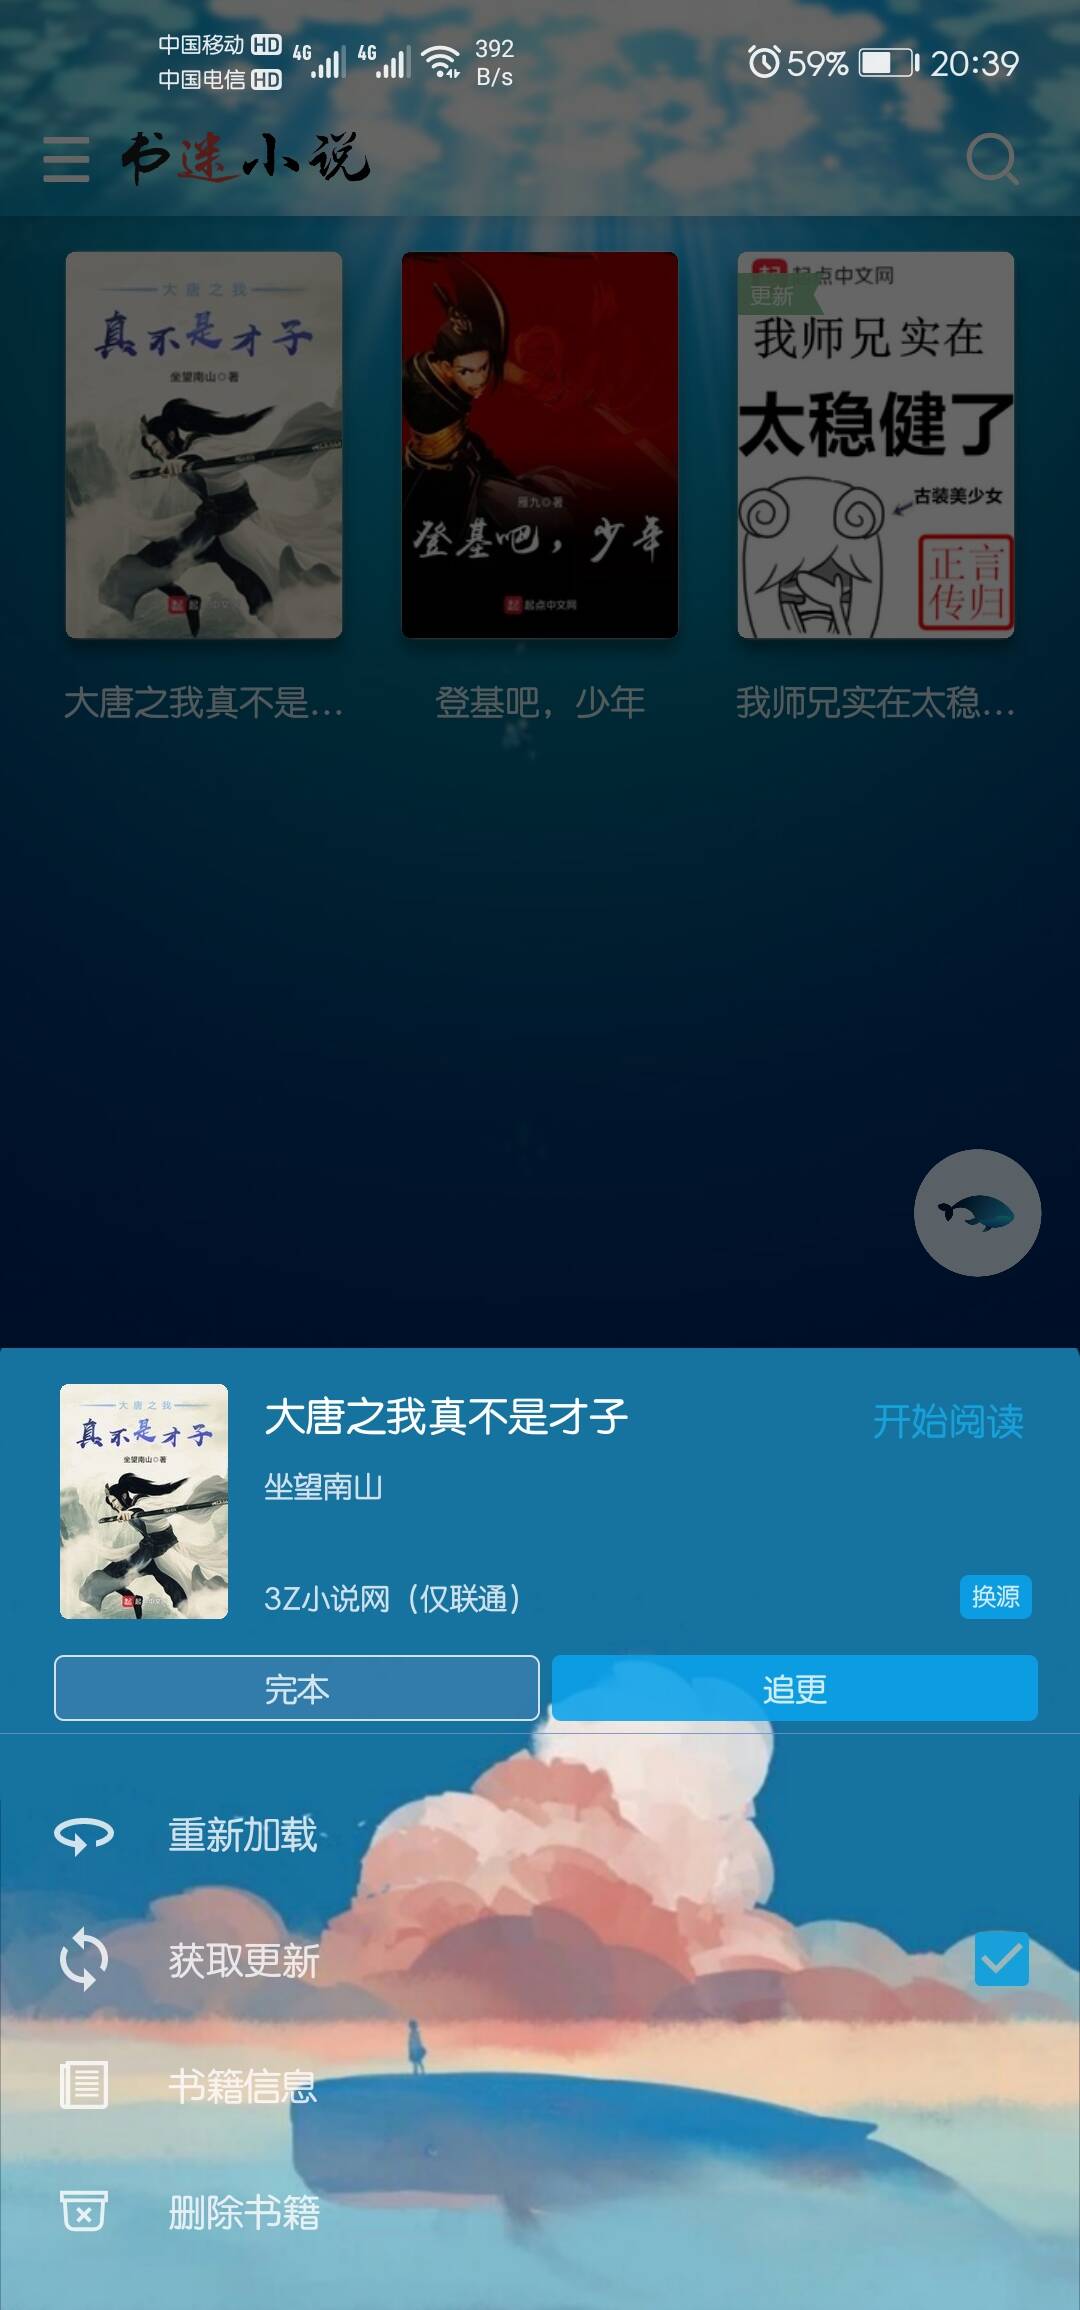 中国移动 HD 4G 4G 392 59% 20:39
中国电信 HD B/s
书迷小说
大唐之我
真不是才子
坐望南山◎著
起点中文网
雁九◎著
登基吧，少年
起点中文网
起点中文网
更新
我师兄实在
太稳健了
古装美少女
正言
传归
大唐之我真不是...
登基吧，少年
我师兄实在太稳...
大唐之我
真不是才子
坐望南山◎著
大唐之我真不是才子
开始阅读
坐望南山
3Z小说网（仅联通）
换源
完本
追更
重新加载
获取更新
书籍信息
删除书籍